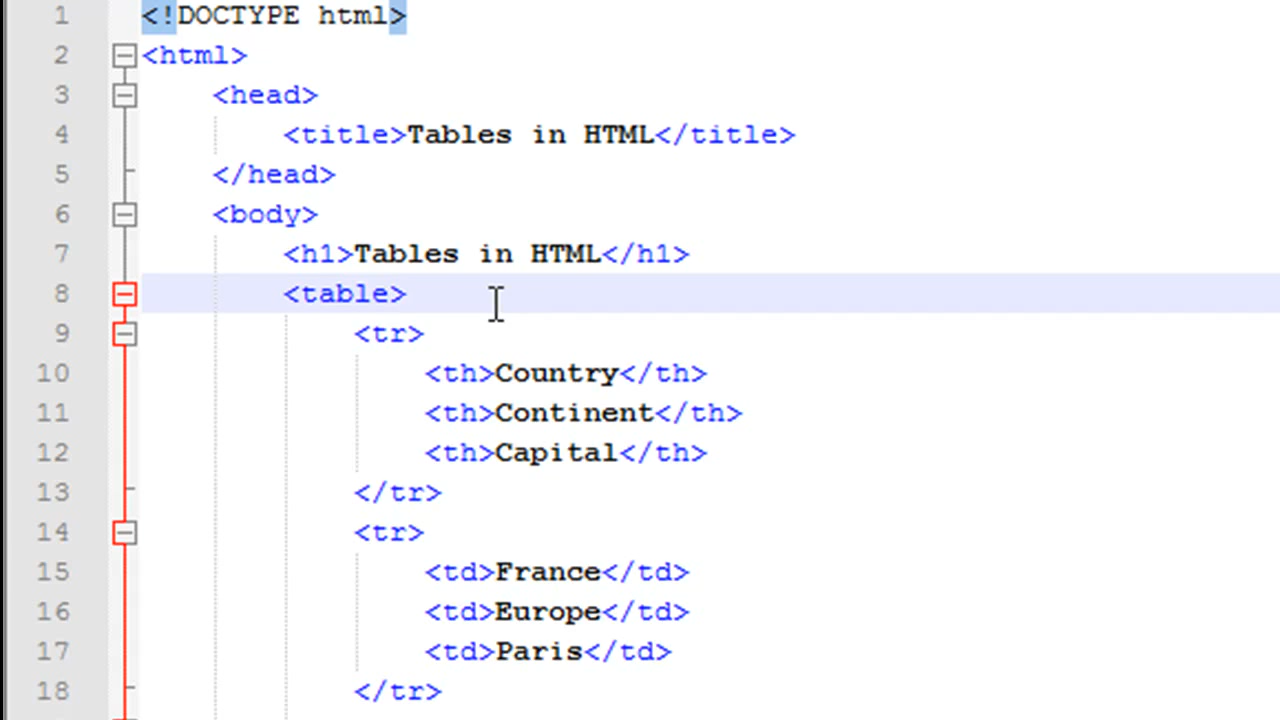 1 <!DOCTYPE html>
2 <html>
3 <head>
4 <title>Tables in HTML</title>
5 </head>
6 <body>
7 <h1>Tables in HTML</h1>
8 <table>
9 <tr>
10 <th>Country</th>
11 <th>Continent</th>
12 <th>Capital</th>
13 </tr>
14 <tr>
15 <td>France</td>
16 <td>Europe</td>
17 <td>Paris</td>
18 </tr>